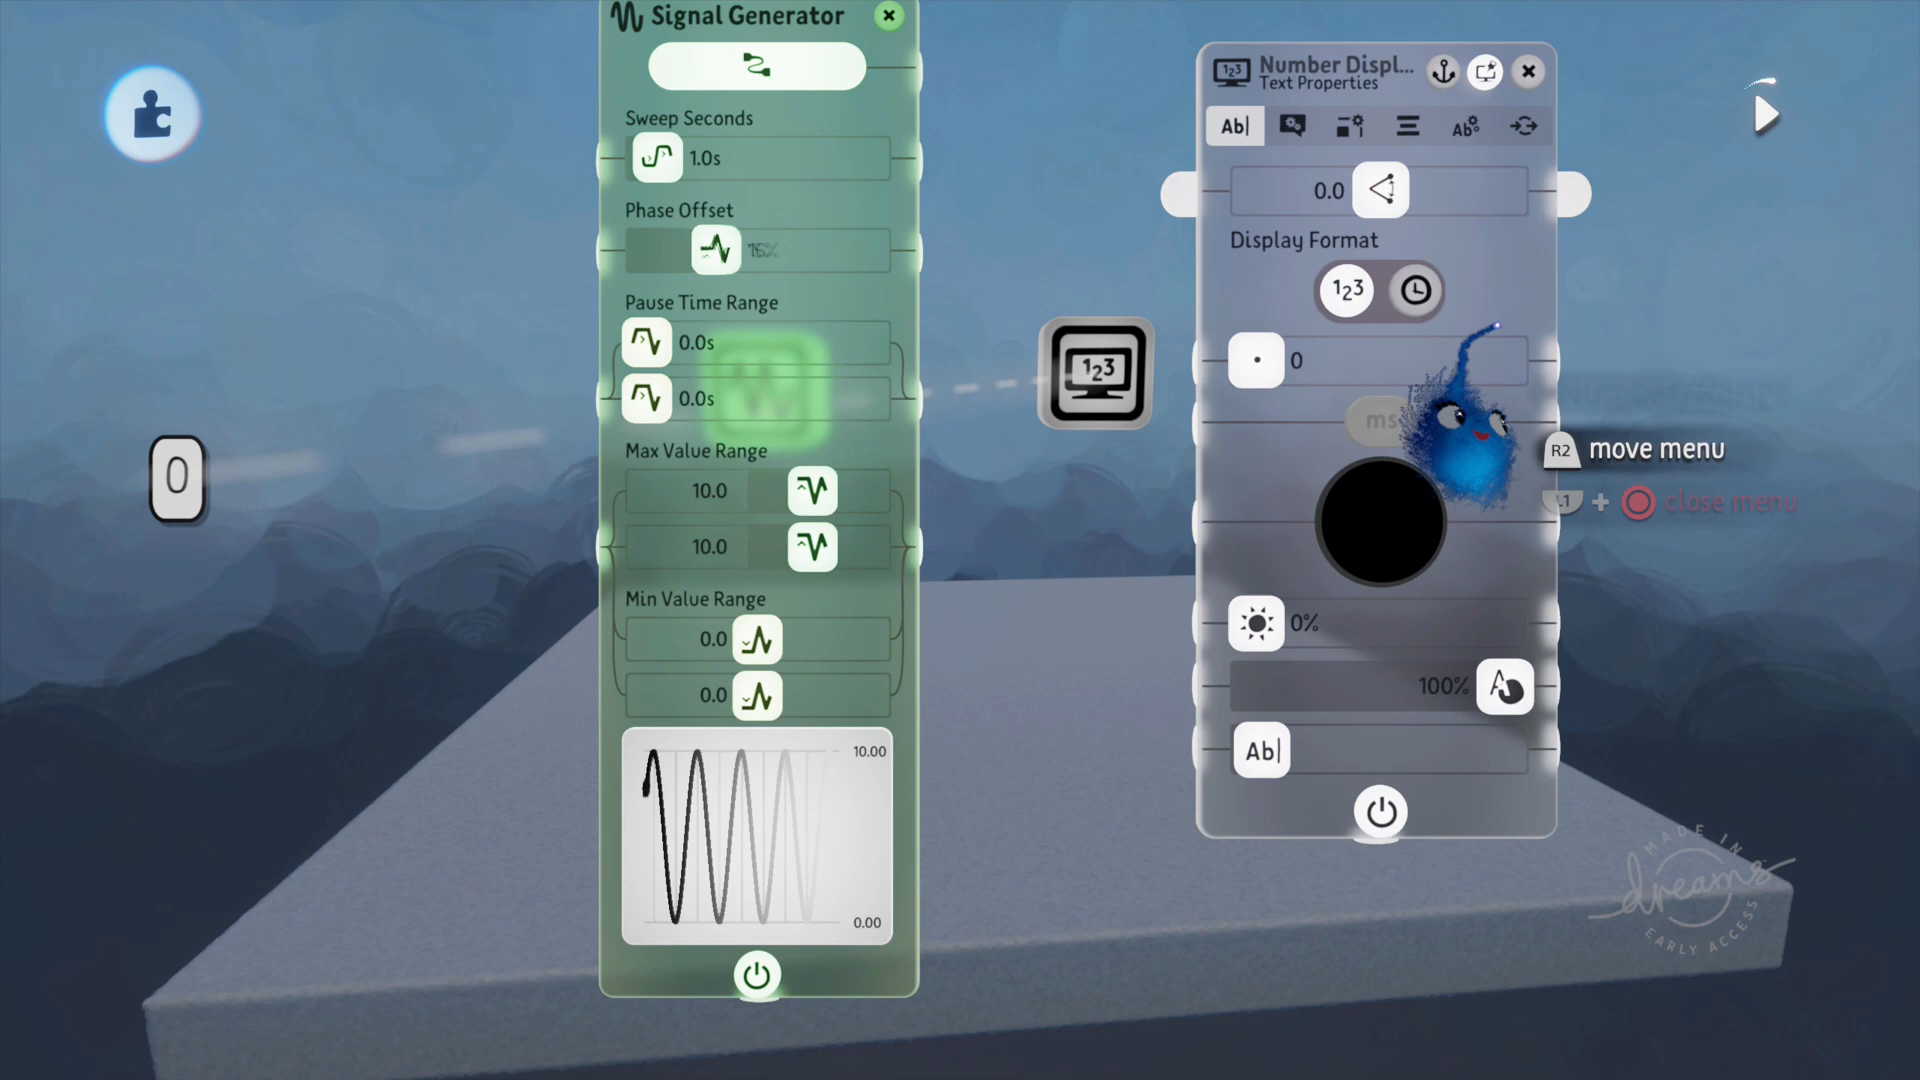 Signal Generator
Sweep Seconds
1.0s
Phase Offset
Pause Time Range
0.0s
0.0s
Max Value Range
10.0
10.0
Min Value Range
0.0
0.0
10.00
0.00
0
123
123
Number Displ...
Text Properties
Ab|
Ab
0.0
Display Format
123
0
ms
0%
100%
A
Ab|
R2 move menu
L1 + close menu
MADE IN
dreams
EARLY ACCESS